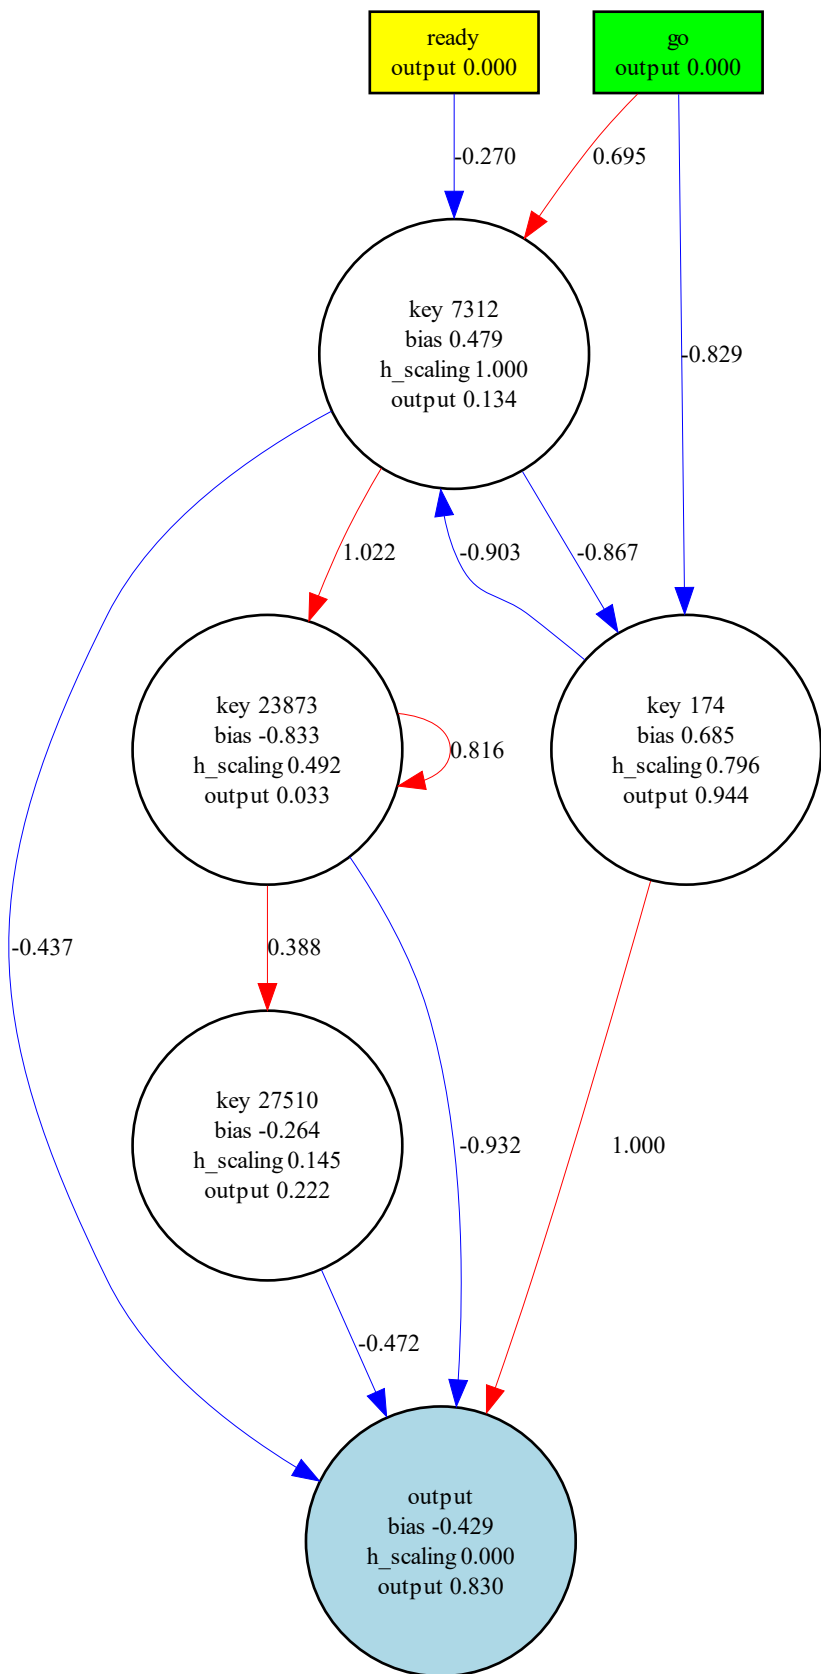 ready
output 0.000
go
output 0.000
-0.270
0.695
key 7312
bias 0.479
h_scaling 1.000
output 0.134
-0.829
1.022
-0.903
-0.867
key 23873
bias -0.833
h_scaling 0.492
output 0.033
0.816
key 174
bias 0.685
h_scaling 0.796
output 0.944
-0.437
0.388
key 27510
bias -0.264
h_scaling 0.145
output 0.222
-0.932
1.000
-0.472
output
bias -0.429
h_scaling 0.000
output 0.830